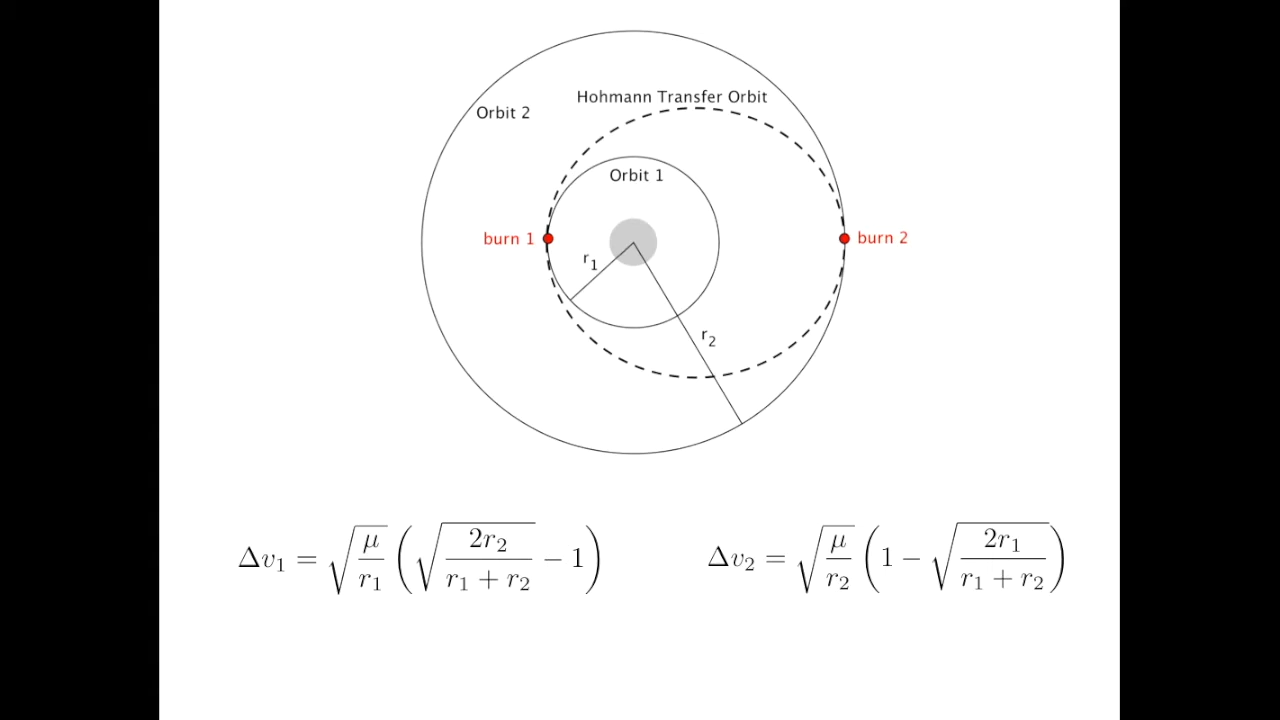 Hohmann Transfer Orbit
Orbit 2
Orbit 1
burn 1
burn 2
r₁
r₂
Δv₁ = √(μ/r₁) (√(2r₂/(r₁ + r₂)) − 1)
Δv₂ = √(μ/r₂) (1 − √(2r₁/(r₁ + r₂)))